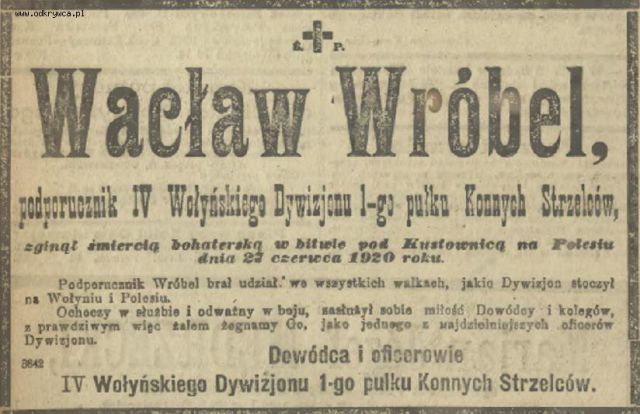 www.odkrywca.pl
Ś. P.
Wacław Wróbel,
podporucznik IV Wołyńskiego Dywizjonu 1-go pułku Konnych Strzelców,
zginął śmiercią bohaterską w bitwie pod Kustownicą na Polesiu
dnia 27 czerwca 1920 roku.
Podporucznik Wróbel brał udział we wszystkich walkach, jakie Dywizjon stoczył
na Wołyniu i Polesiu.
Ochoczy w służbie i odważny w boju, zasłużył sobie miłość Dowódcy i kolegów,
z prawdziwym więc żalem żegnamy Go, jako jednego z najdzielniejszych oficerów
Dywizjonu.
Dowódca i oficerowie
3842
IV Wołyńskiego Dywizjonu 1-go pułku Konnych Strzelców.